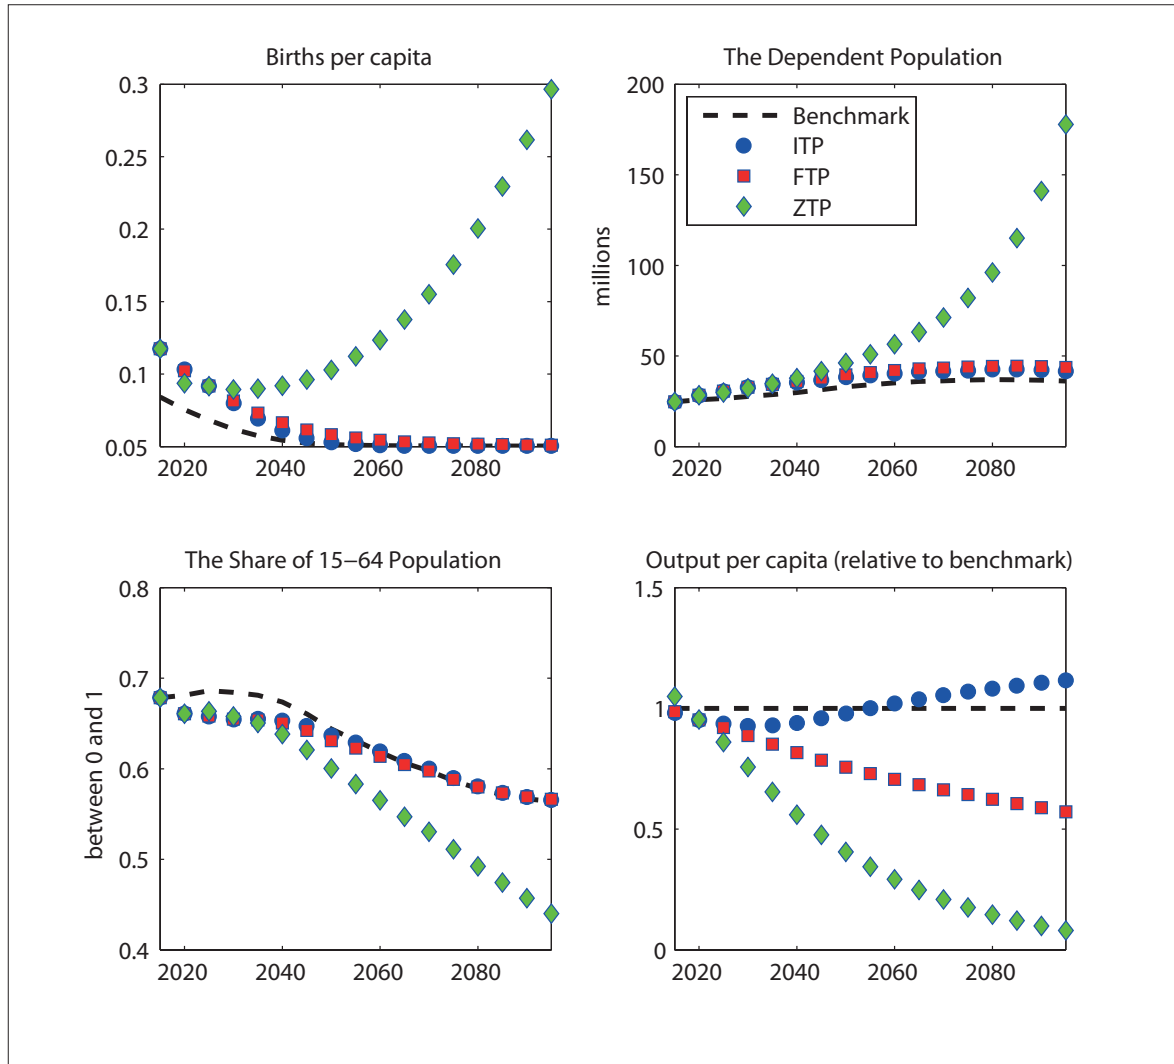 Births per capita
0.3
0.25
0.2
0.15
0.1
0.05
2020 2040 2060 2080
The Dependent Population
200
150
100
50
0
millions
Benchmark
ITP
FTP
ZTP
2020 2040 2060 2080
The Share of 15−64 Population
0.8
0.7
0.6
0.5
0.4
between 0 and 1
2020 2040 2060 2080
Output per capita (relative to benchmark)
1.5
1
0.5
0
2020 2040 2060 2080